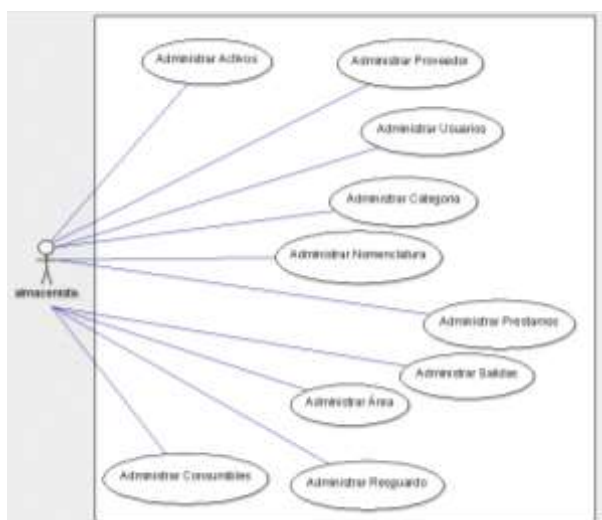 Administrar Activos
Administrar Proveedor
Administrar Usuarios
Administrar Categoria
Administrar Nomenclatura
almacenista
Administrar Prestamos
Administrar Salidas
Administrar Área
Administrar Consumibles
Administrar Resguardo